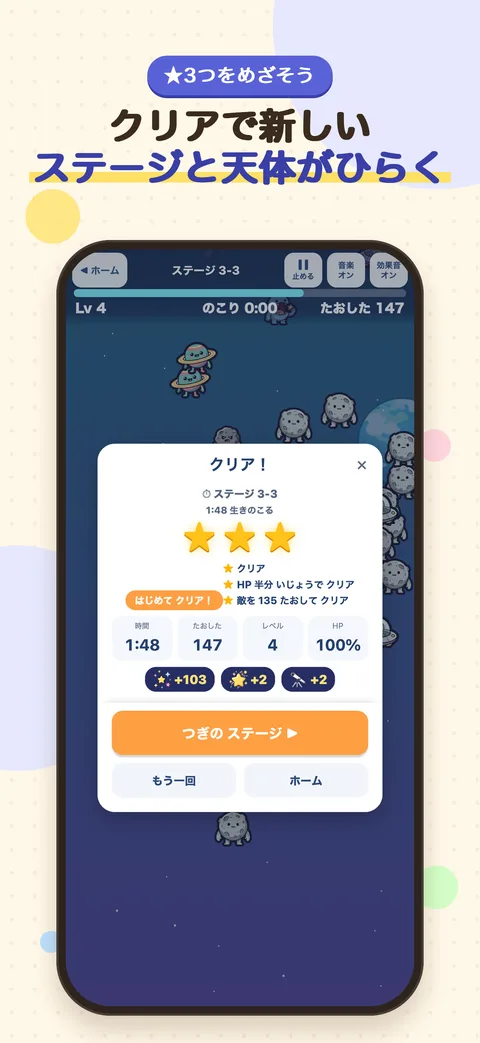 ★3つをめざそう
クリアで新しい
ステージと天体がひらく
◀ ホーム
ステージ 3-3
止める
音楽
オン
効果音
オン
Lv 4
のこり 0:00
たおした 147
クリア！
×
⏱ ステージ 3-3
1:48 生きのこる
クリア
HP 半分 いじょうで クリア
はじめて クリア！
敵を 135 たおして クリア
時間
たおした
レベル
HP
1:48
147
4
100%
+103
+2
+2
つぎの ステージ ▶
もう一回
ホーム